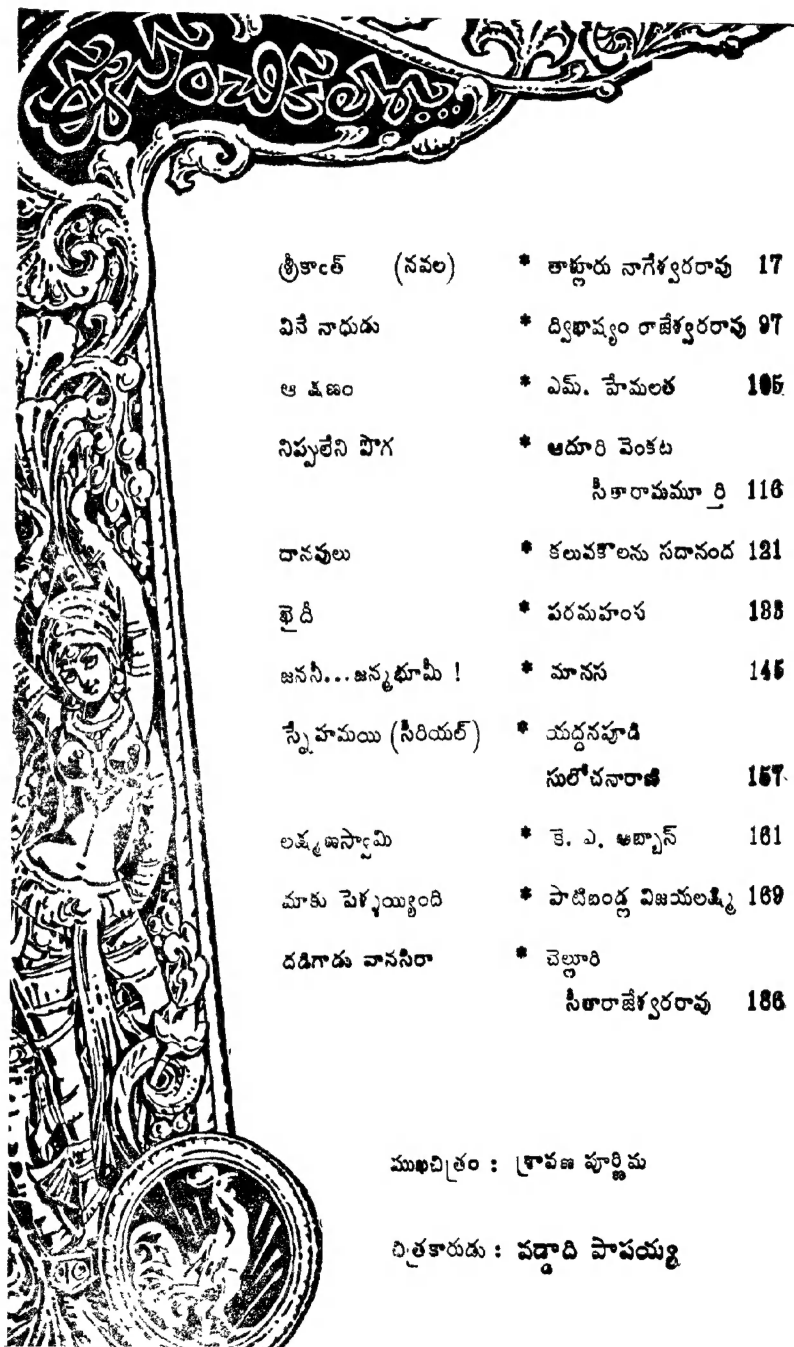 ఈ సంచికలో...
శ్రీకాంత్ (నవల) * తాళ్లూరు నాగేశ్వరరావు 17
వినే నాధుడు * ద్విభాష్యం రాజేశ్వరరావు 97
ఆ క్షణం * ఎమ్. హేమలత 105
నిప్పులేని పొగ * ఆదూరి వెంకట
సీతారామమూర్తి 116
దానవులు * కలువకొలను సదానంద 121
ఖైదీ * పరమహంస 133
జననీ...జన్మభూమీ ! * మానస 145
స్నేహమయి (సీరియల్) * యద్దనపూడి
సులోచనారాణి 157
లక్ష్మణస్వామి * కె. ఎ. అబ్బాస్ 161
మాకు పెళ్ళయ్యింది * పాటిబండ్ల విజయలక్ష్మి 169
దడిగాడు వానసిరా * చెల్లూరి
సీతారాజేశ్వరరావు 186
ముఖచిత్రం : శ్రావణ పూర్ణిమ
చిత్రకారుడు : వడ్డాది పాపయ్య